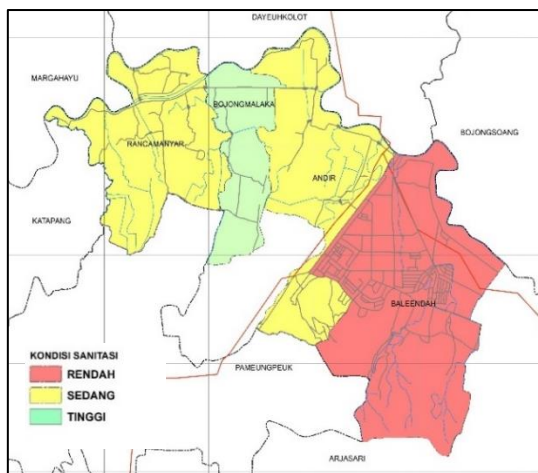 DAYEUHKOLOT
MARGAHAYU
BOJONGMALAKA
BOJONGSOANG
RANCAMANYAR
ANDIR
KATAPANG
BALEENDAH
KONDISI SANITASI
RENDAH
SEDANG
TINGGI
PAMEUNGPEUK
ARJASARI